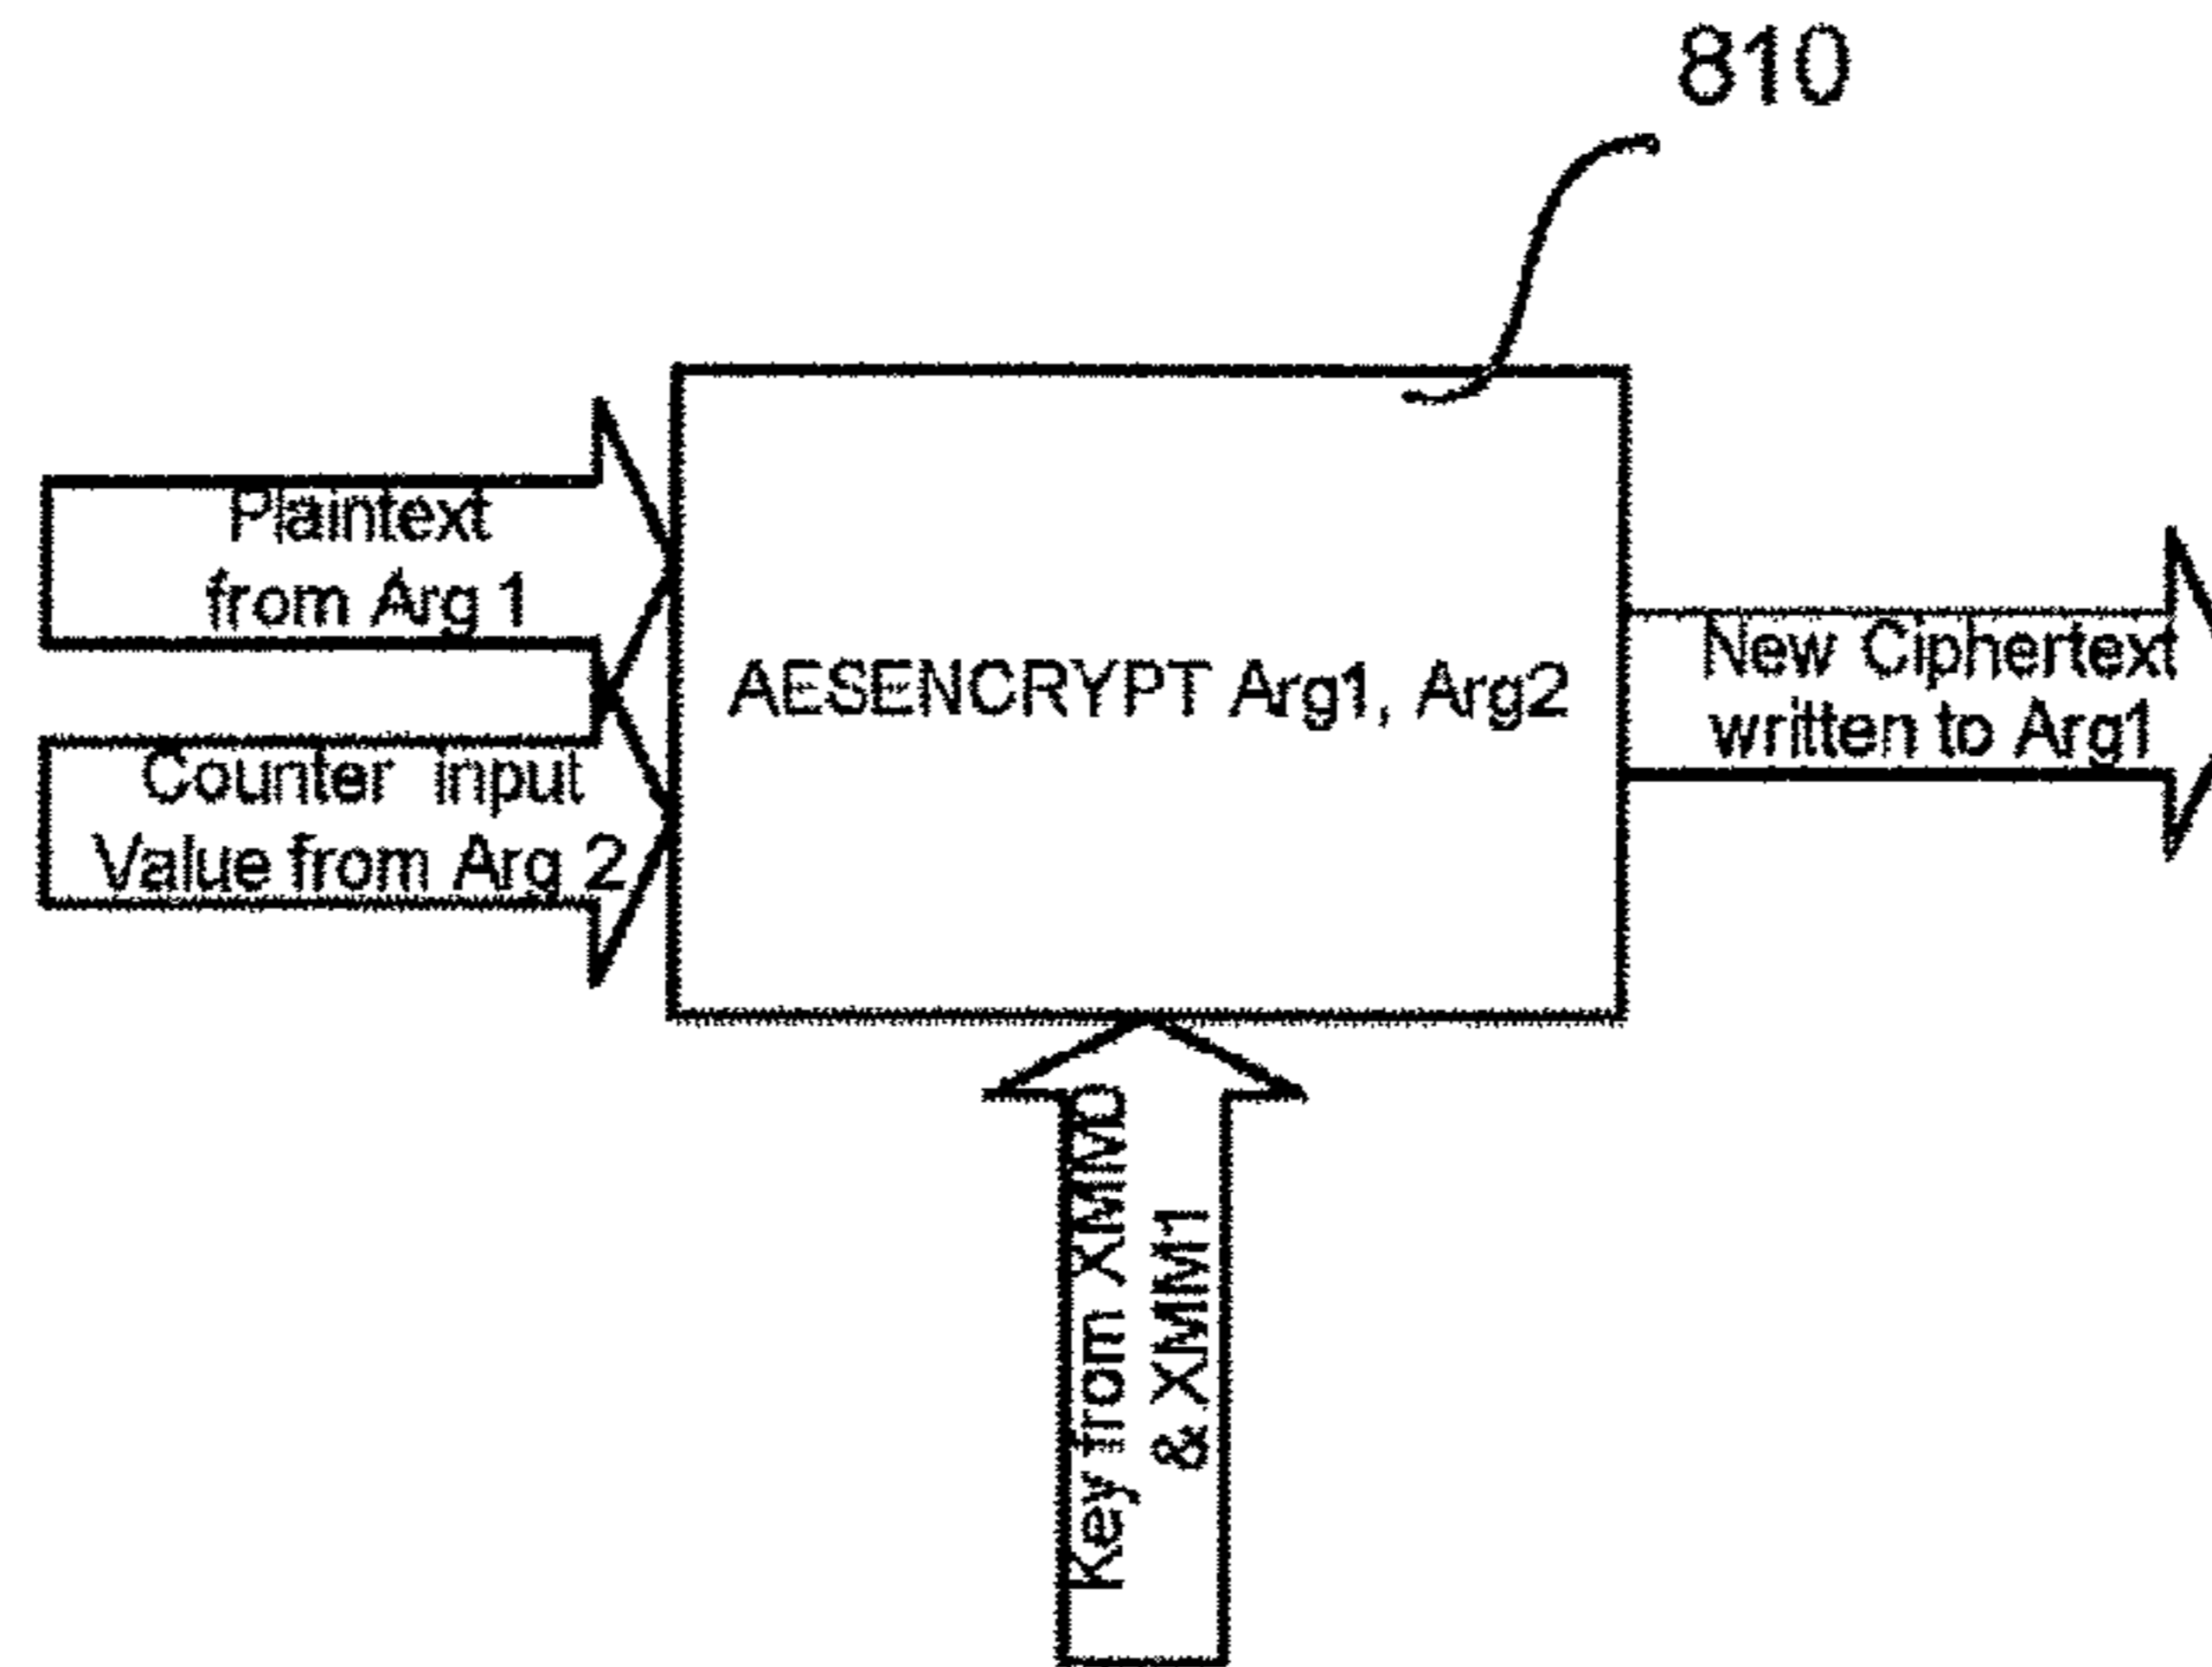 810
Plaintext
from Arg 1
AESENCRYPT Arg1, Arg2
New Ciphertext
written to Arg1
Counter input
Value from Arg 2
Key from XMM0
& XMM1